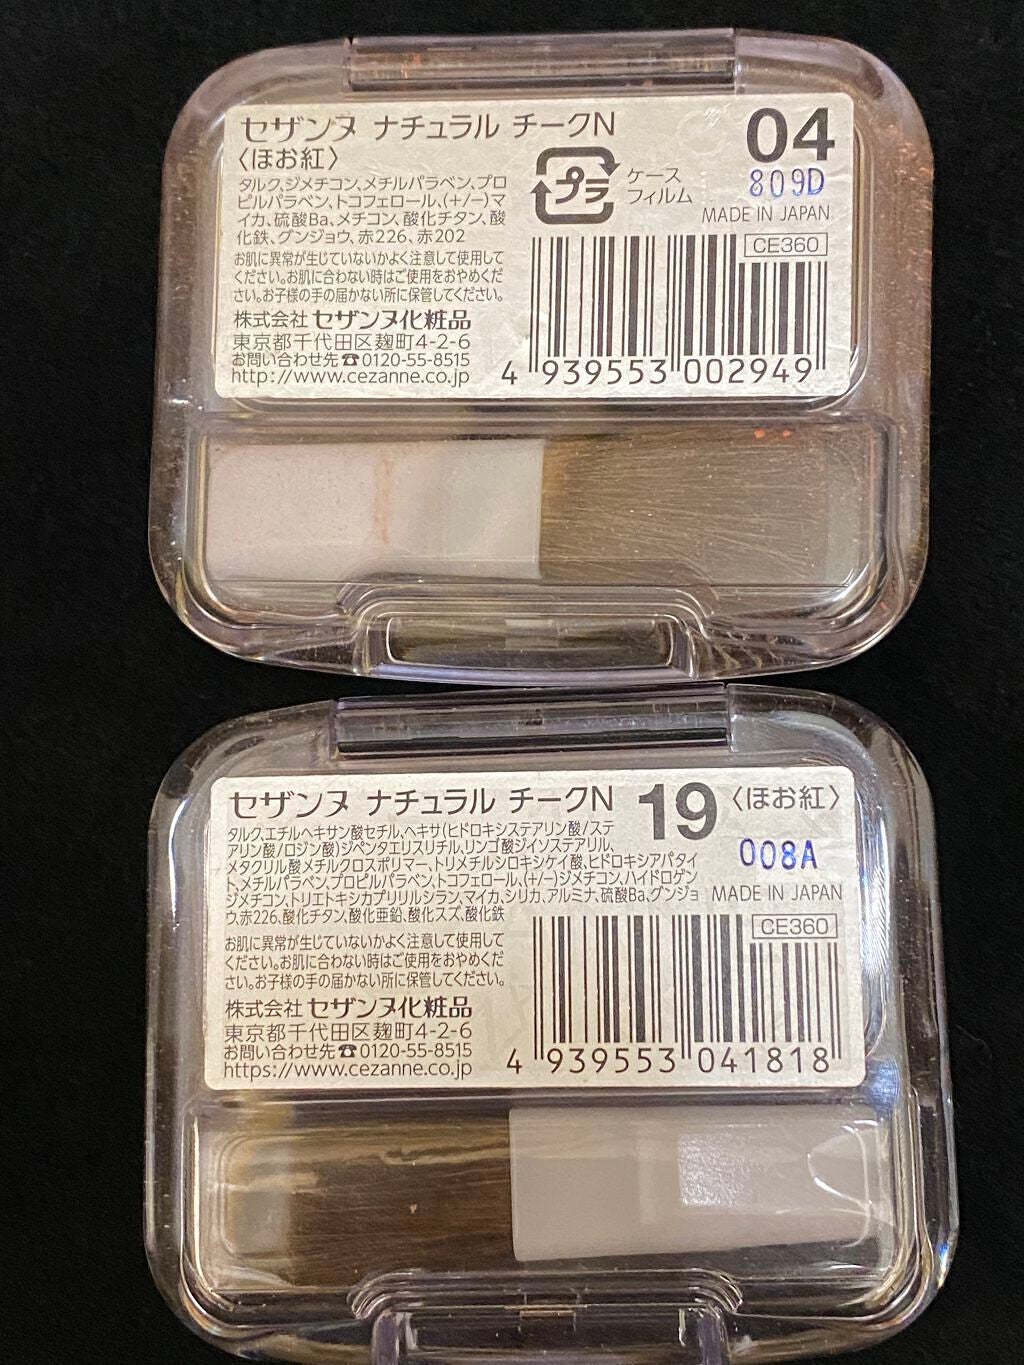 セザンヌ ナチュラル チークN
〈ほお紅〉
タルク、ジメチコン、メチルパラベン、プロ
ピルパラベン、トコフェロール、(+/−)マ
イカ、硫酸Ba、メチコン、酸化チタン、酸
化鉄、グンジョウ、赤226、赤202
お肌に異常が生じていないかよく注意して使用して
ください。お肌に合わない時はご使用をおやめくだ
さい。お子様の手の届かない所に保管してください。
株式会社 セザンヌ化粧品
東京都千代田区麹町4-2-6
お問い合わせ先☎0120-55-8515
http://www.cezanne.co.jp
プラ
ケース
フィルム
04
809D
MADE IN JAPAN
CE360
4 939553 002949
セザンヌ ナチュラル チークN
19 〈ほお紅〉
タルク、エチルヘキサン酸セチル、ヘキサ(ヒドロキシステアリン酸/ステ
アリン酸/ロジン酸)ジペンタエリスリチル、リンゴ酸ジイソステアリル、
メタクリル酸メチルクロスポリマー、トリメチルシロキシケイ酸、ヒドロキシアパタイ
ト、メチルパラベン、プロピルパラベン、トコフェロール、(+/−)ジメチコン、ハイドロゲン
ジメチコン、トリエトキシカプリリルシラン、マイカ、シリカ、アルミナ、硫酸Ba、グンジョ
ウ、赤226、酸化チタン、酸化亜鉛、酸化スズ、酸化鉄
008A
MADE IN JAPAN
CE360
お肌に異常が生じていないかよく注意して使用して
ください。お肌に合わない時はご使用をおやめくだ
さい。お子様の手の届かない所に保管してください。
株式会社 セザンヌ化粧品
東京都千代田区麹町4-2-6
お問い合わせ先☎0120-55-8515
https://www.cezanne.co.jp
4 939553 041818